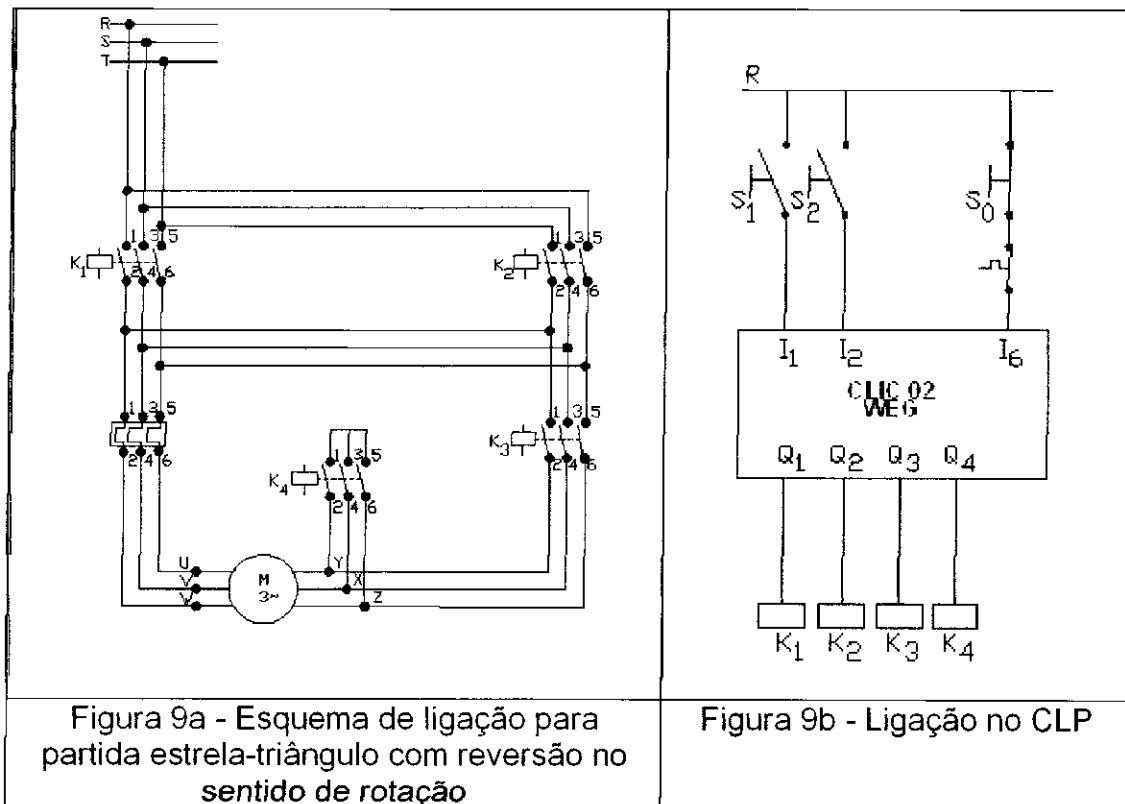 R
S
T
1 3 5
K1
2 4 6
1 3 5
K2
2 4 6
1 3 5
2 4 6
1 3 5
K4
2 4 6
1 3 5
K3
2 4 6
U
V
M
3~
Y
X
Z
Figura 9a - Esquema de ligação para
partida estrela-triângulo com reversão no
sentido de rotação
R
S1
S2
S0
I1 I2 I6
CLIC 02
WEG
Q1 Q2 Q3 Q4
K1 K2 K3 K4
Figura 9b - Ligação no CLP